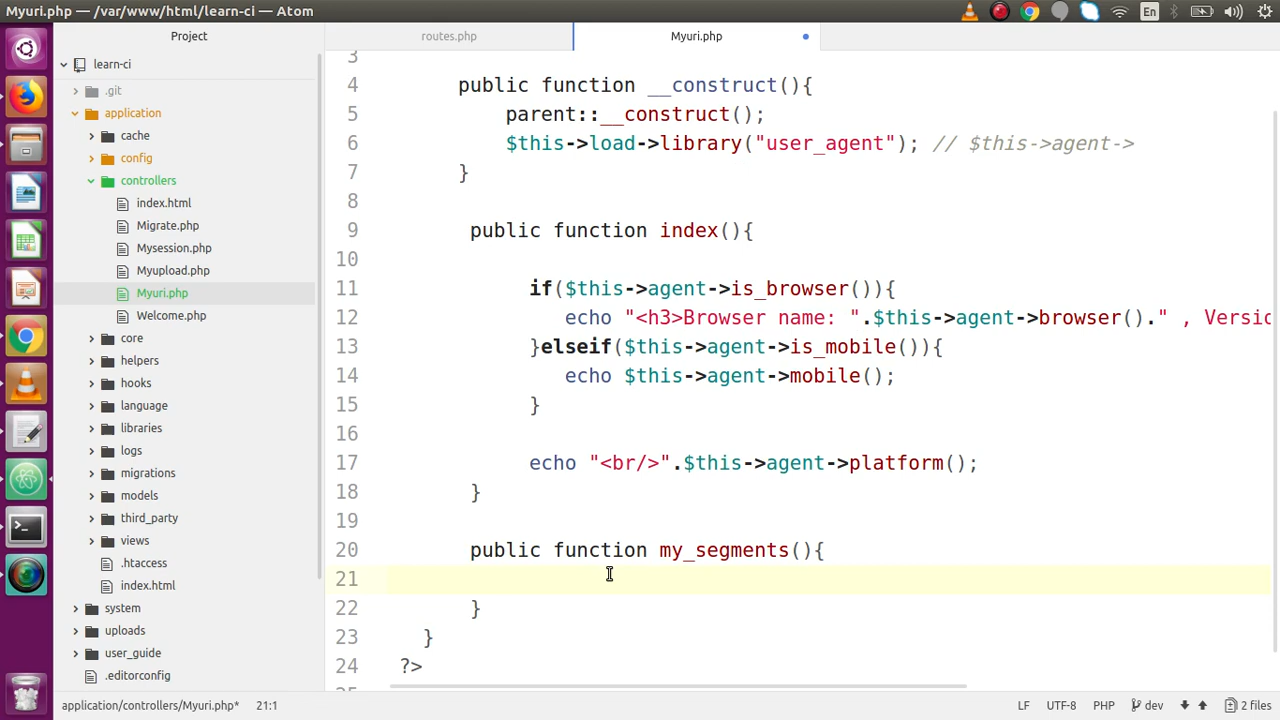 Myuri.php — /var/www/html/learn-ci — Atom
En
Project
routes.php
Myuri.php
learn-ci
.git
application
cache
config
controllers
index.html
Migrate.php
Mysession.php
Myupload.php
Myuri.php
Welcome.php
core
helpers
hooks
language
libraries
logs
migrations
models
third_party
views
.htaccess
index.html
system
uploads
user_guide
.editorconfig
3
4 public function __construct(){
5 parent::__construct();
6 $this->load->library("user_agent"); // $this->agent->
7 }
8
9 public function index(){
10
11 if($this->agent->is_browser()){
12 echo "<h3>Browser name: ".$this->agent->browser()." , Versio
13 }elseif($this->agent->is_mobile()){
14 echo $this->agent->mobile();
15 }
16
17 echo "<br/>".$this->agent->platform();
18 }
19
20 public function my_segments(){
21
22 }
23 }
24 ?>
application/controllers/Myuri.php* 21:1 LF UTF-8 PHP dev 2 files